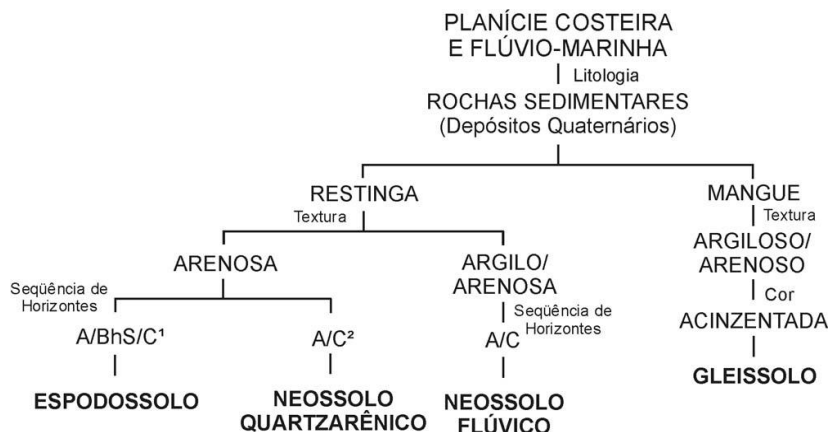 PLANÍCIE COSTEIRA
E FLÚVIO-MARINHA
Litologia
ROCHAS SEDIMENTARES
(Depósitos Quaternários)
RESTINGA
MANGUE
Textura
Textura
ARENOSA
ARGILO/
ARENOSA
ARGILOSO/
ARENOSO
Seqüência de
Horizontes
Seqüência de
Horizontes
Cor
A/BhS/C¹
A/C²
A/C
ACINZENTADA
ESPODOSSOLO
NEOSSOLO
QUARTZARÊNICO
NEOSSOLO
FLÚVICO
GLEISSOLO